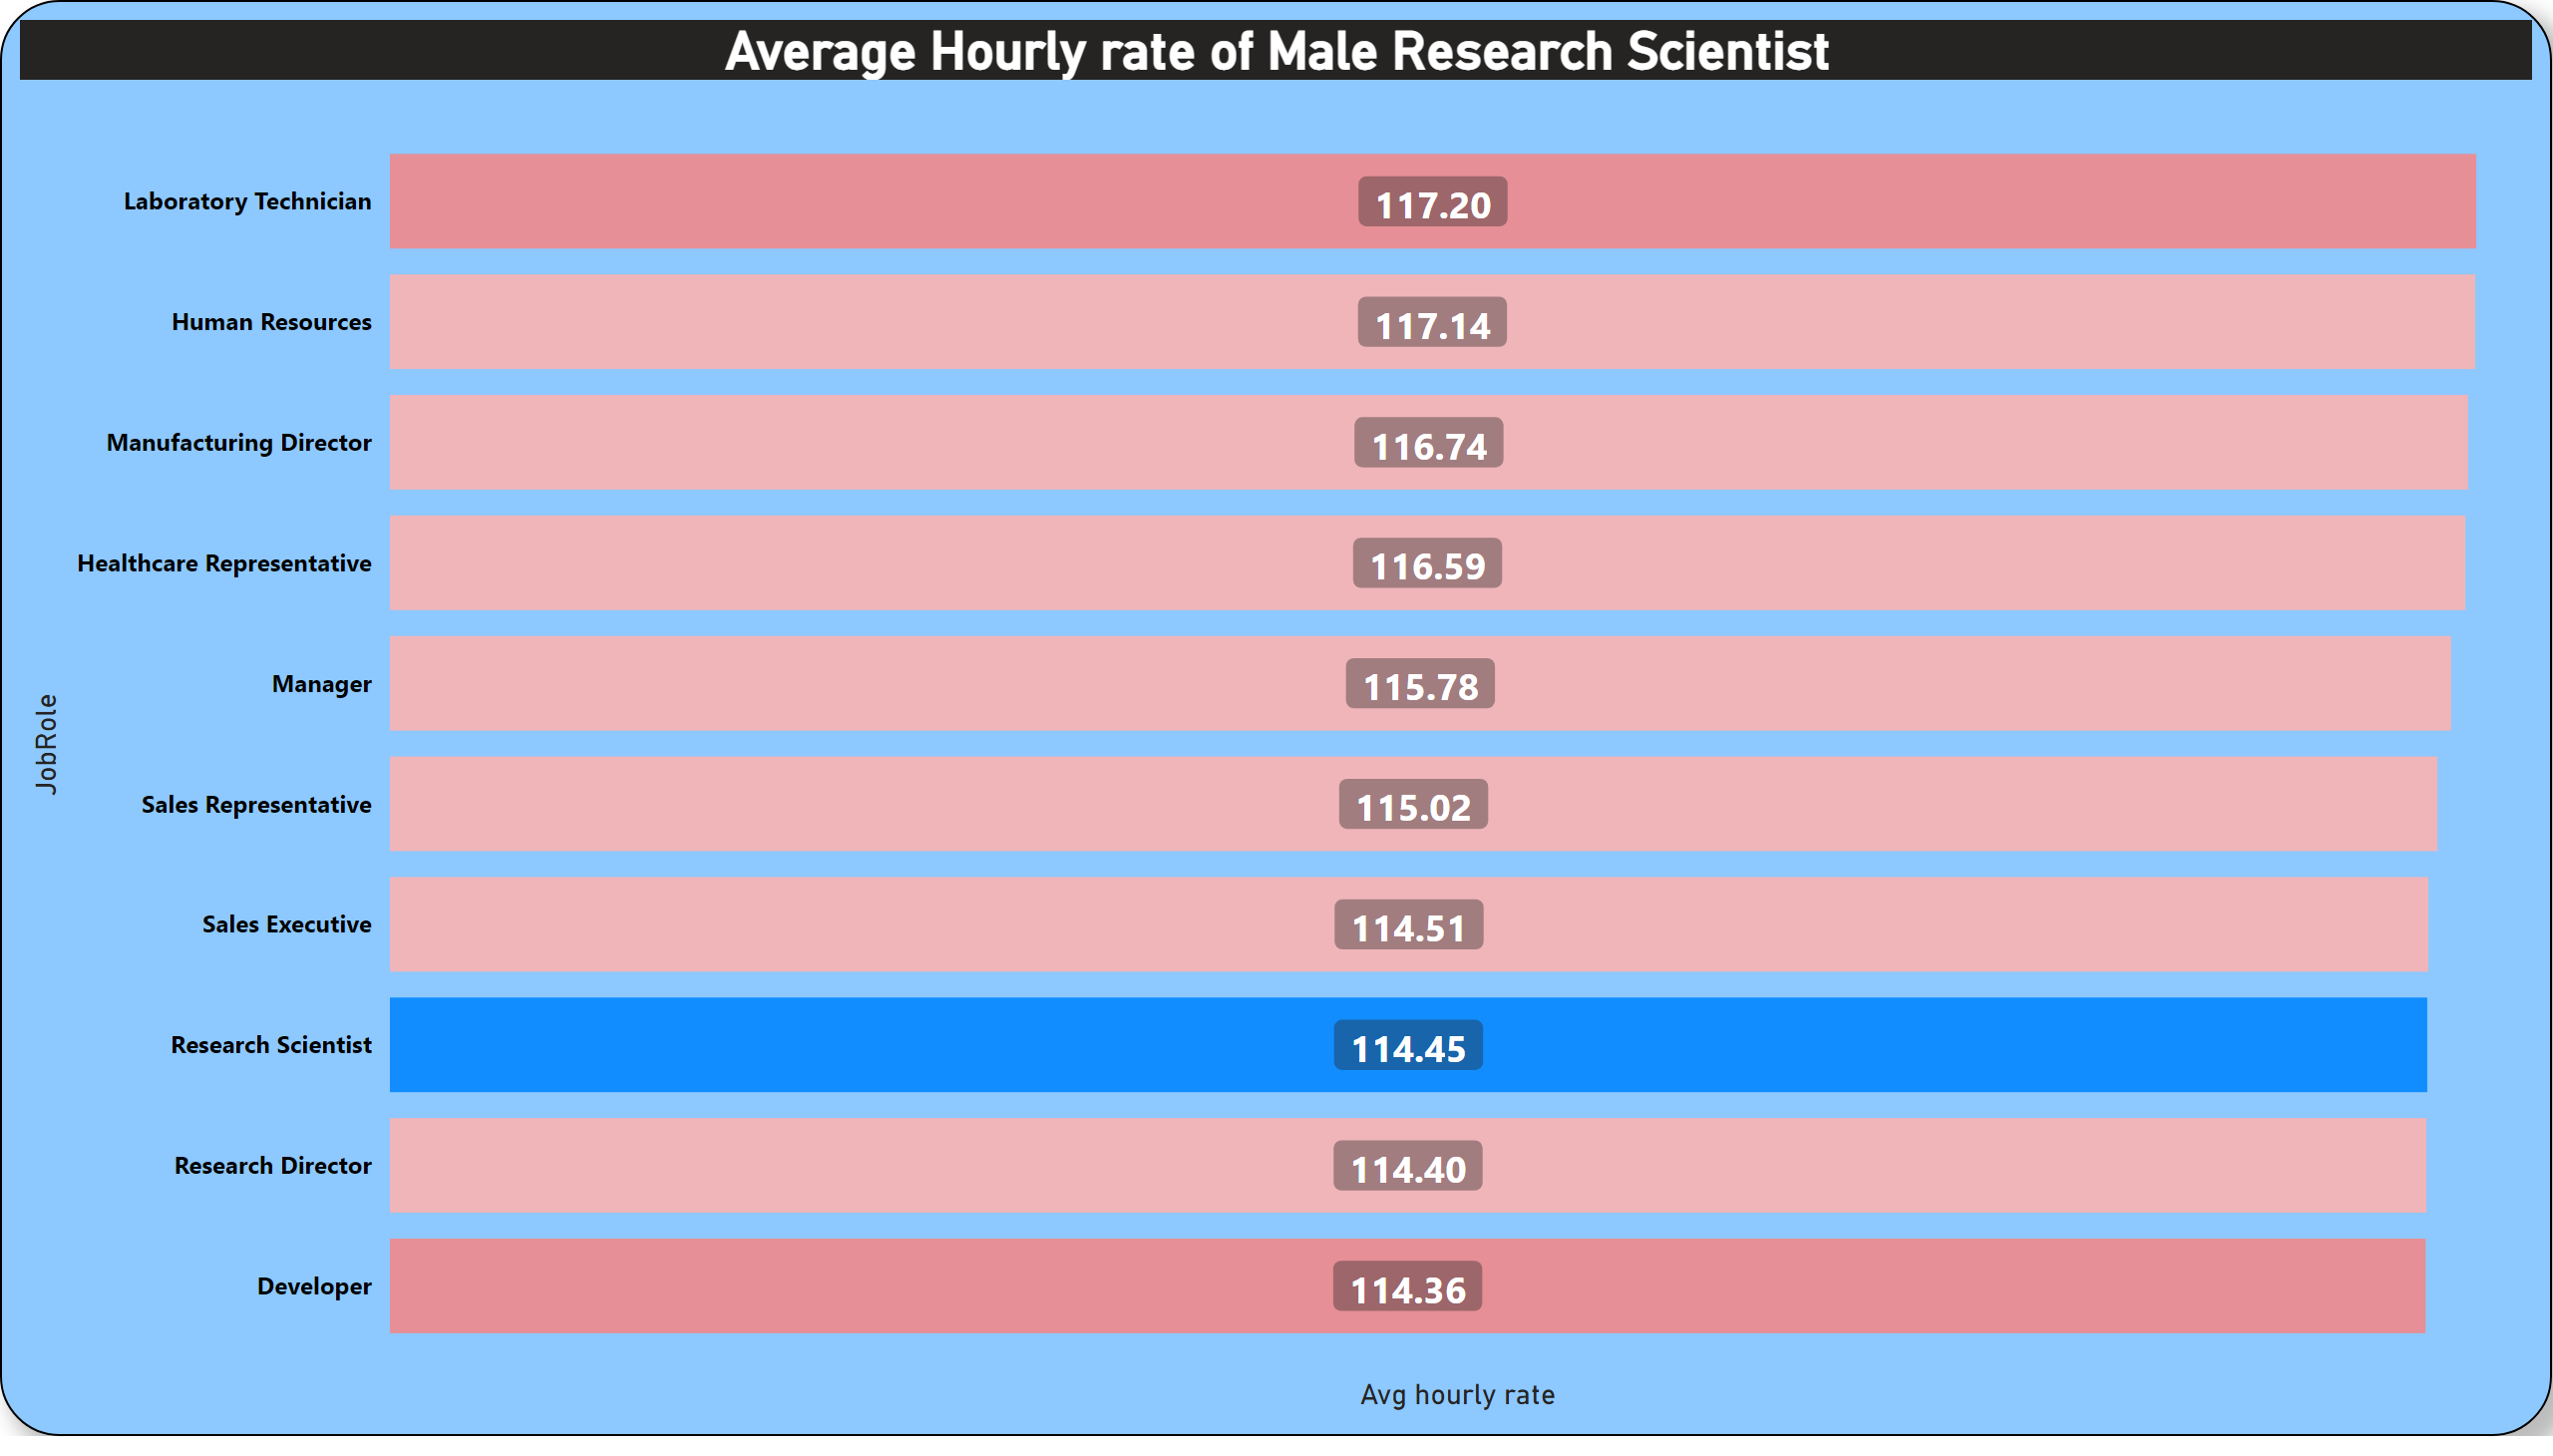 Average Hourly rate of Male Research Scientist
Laboratory Technician 117.20
Human Resources 117.14
Manufacturing Director 116.74
Healthcare Representative 116.59
Manager 115.78
Sales Representative 115.02
Sales Executive 114.51
Research Scientist 114.45
Research Director 114.40
Developer 114.36
JobRole
Avg hourly rate